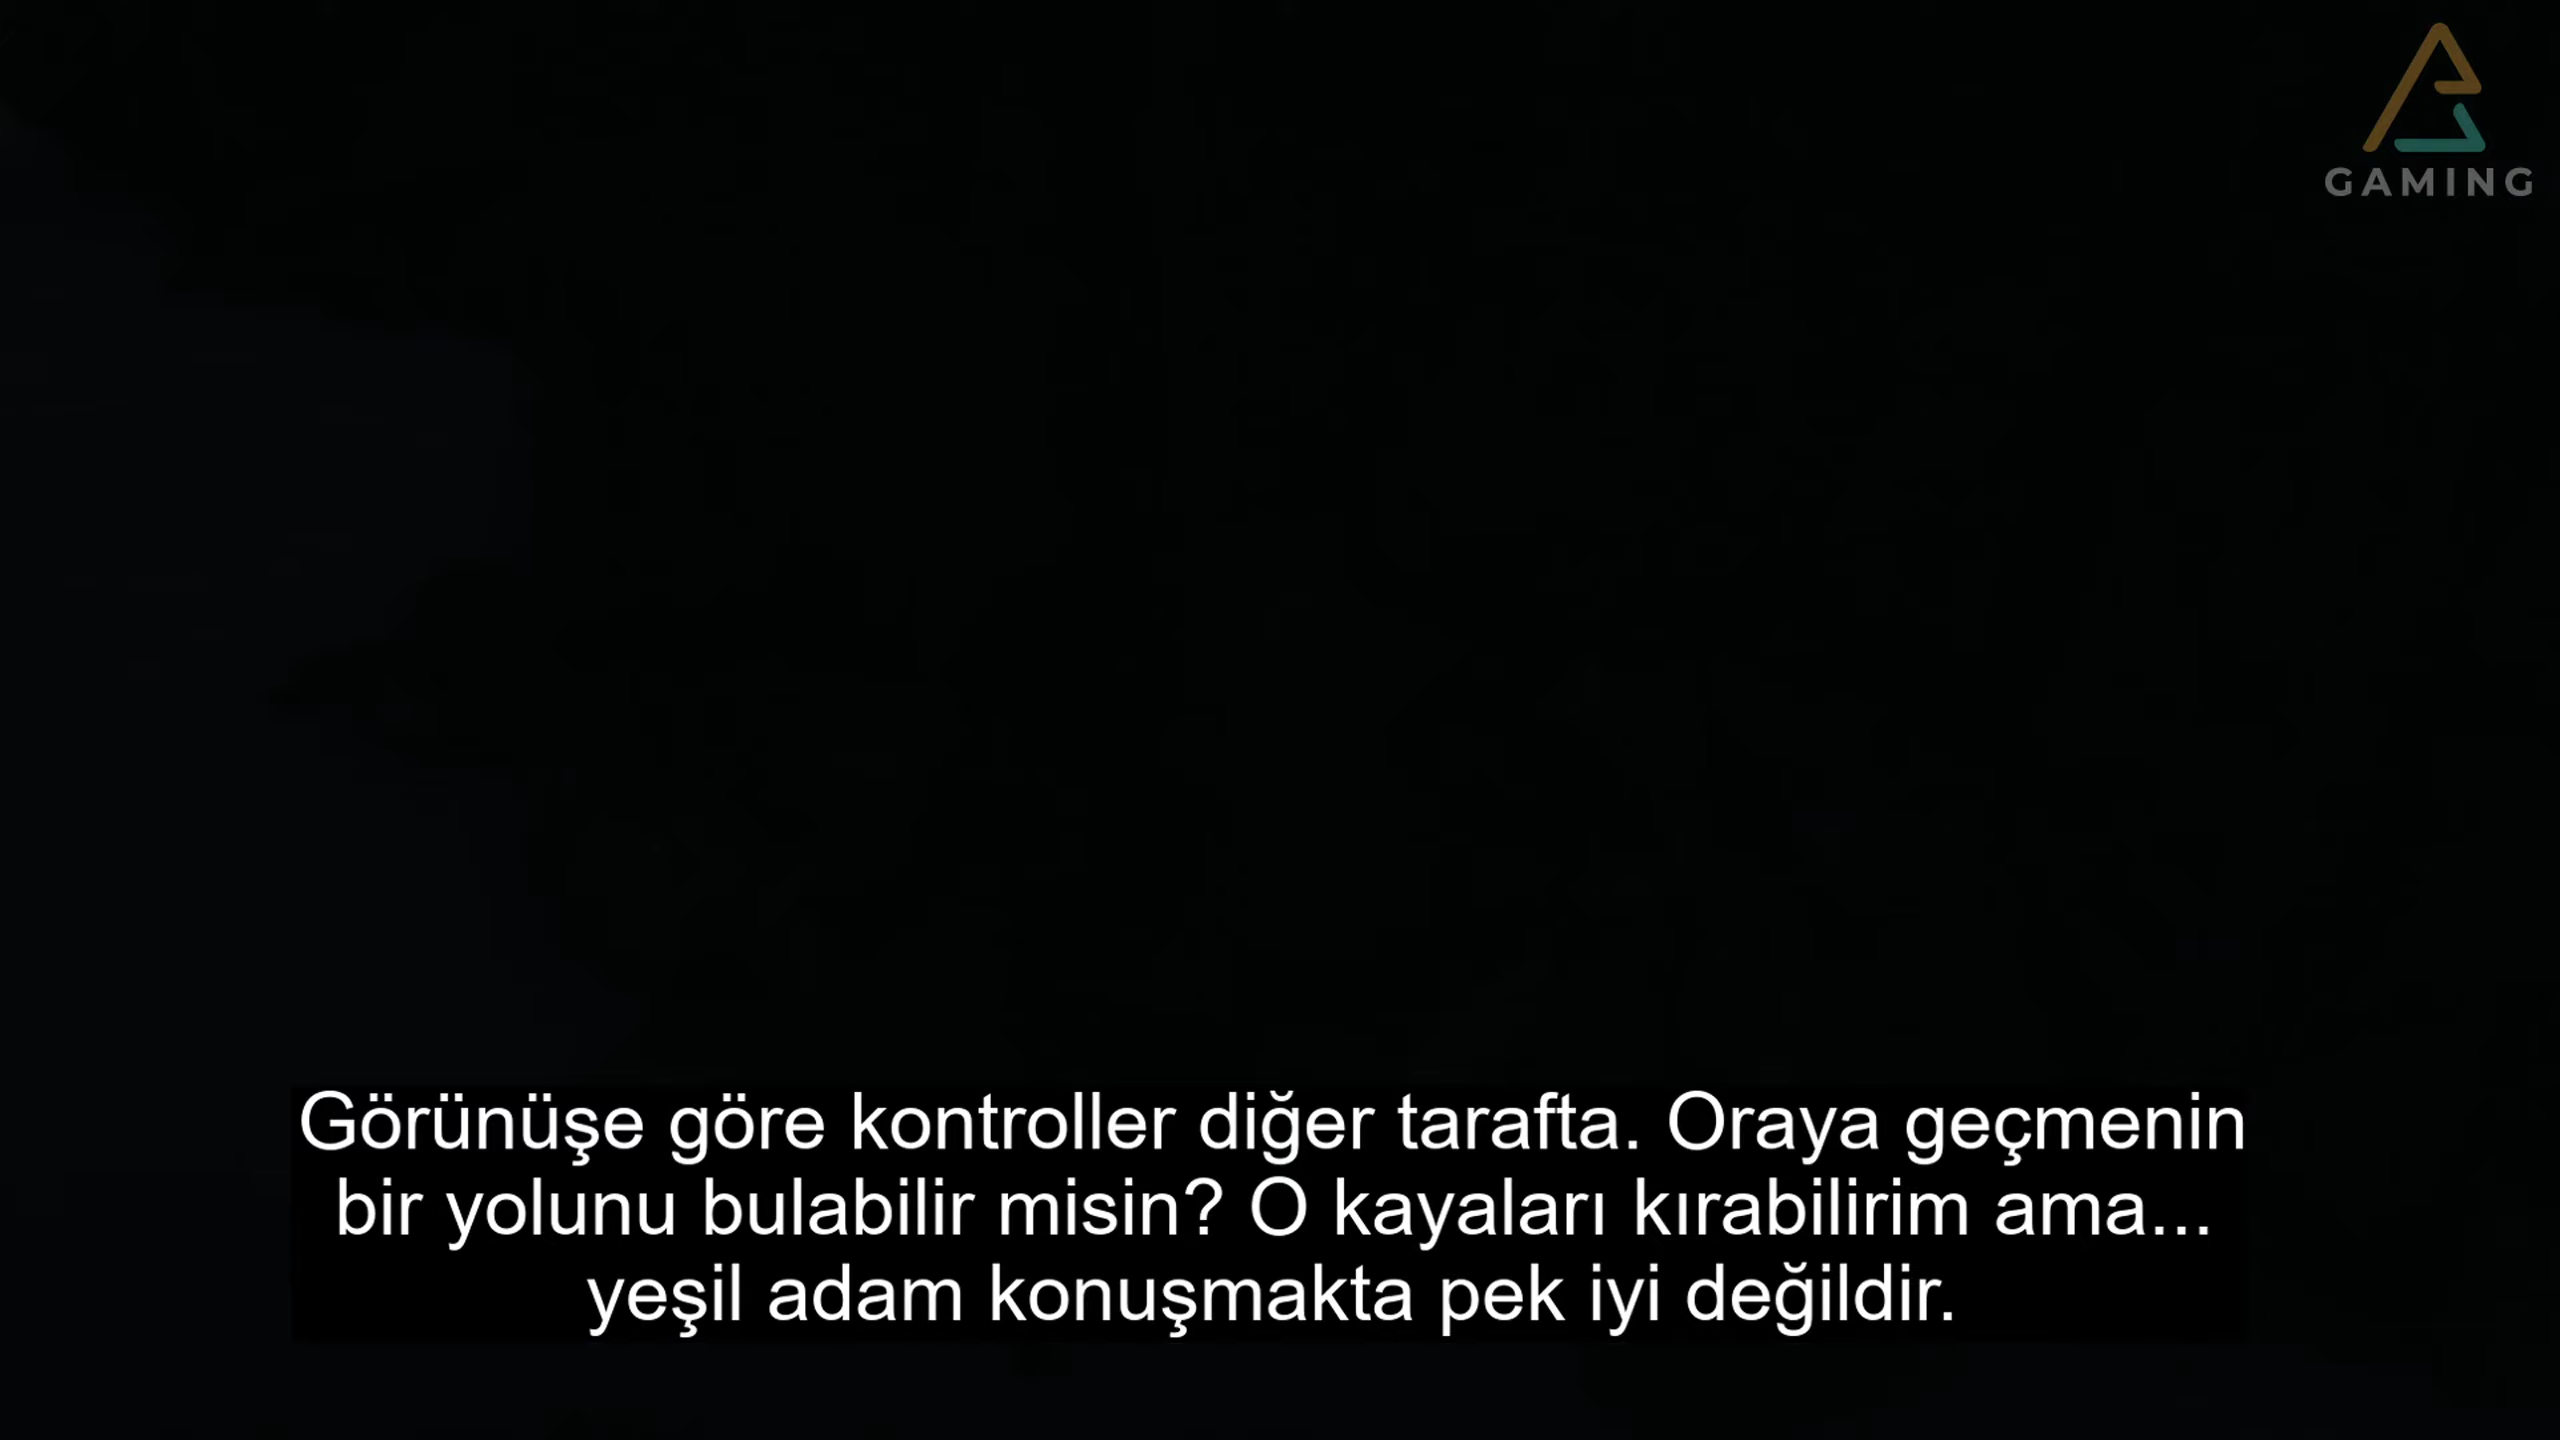 GAMING
Görünüşe göre kontroller diğer tarafta. Oraya geçmenin
bir yolunu bulabilir misin? O kayaları kırabilirim ama...
yeşil adam konuşmakta pek iyi değildir.